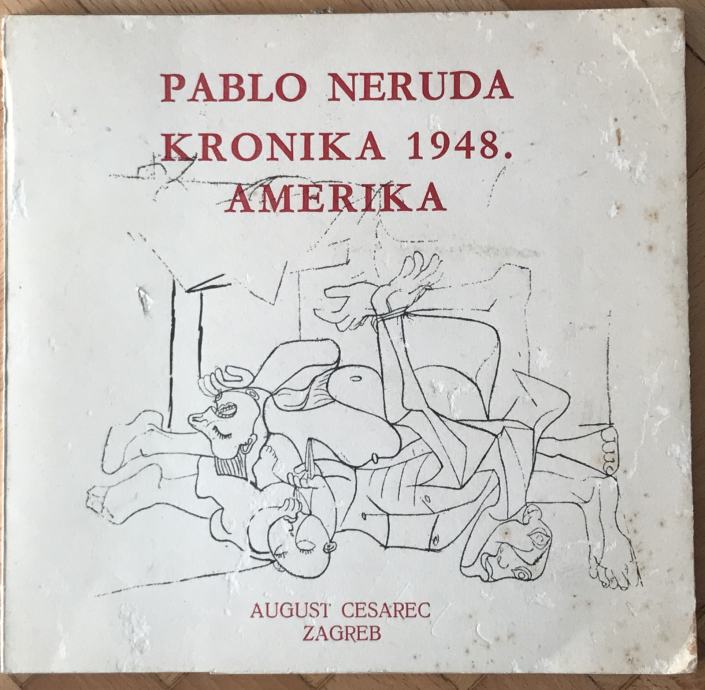 PABLO NERUDA
KRONIKA 1948.
AMERIKA
AUGUST CESAREC
ZAGREB